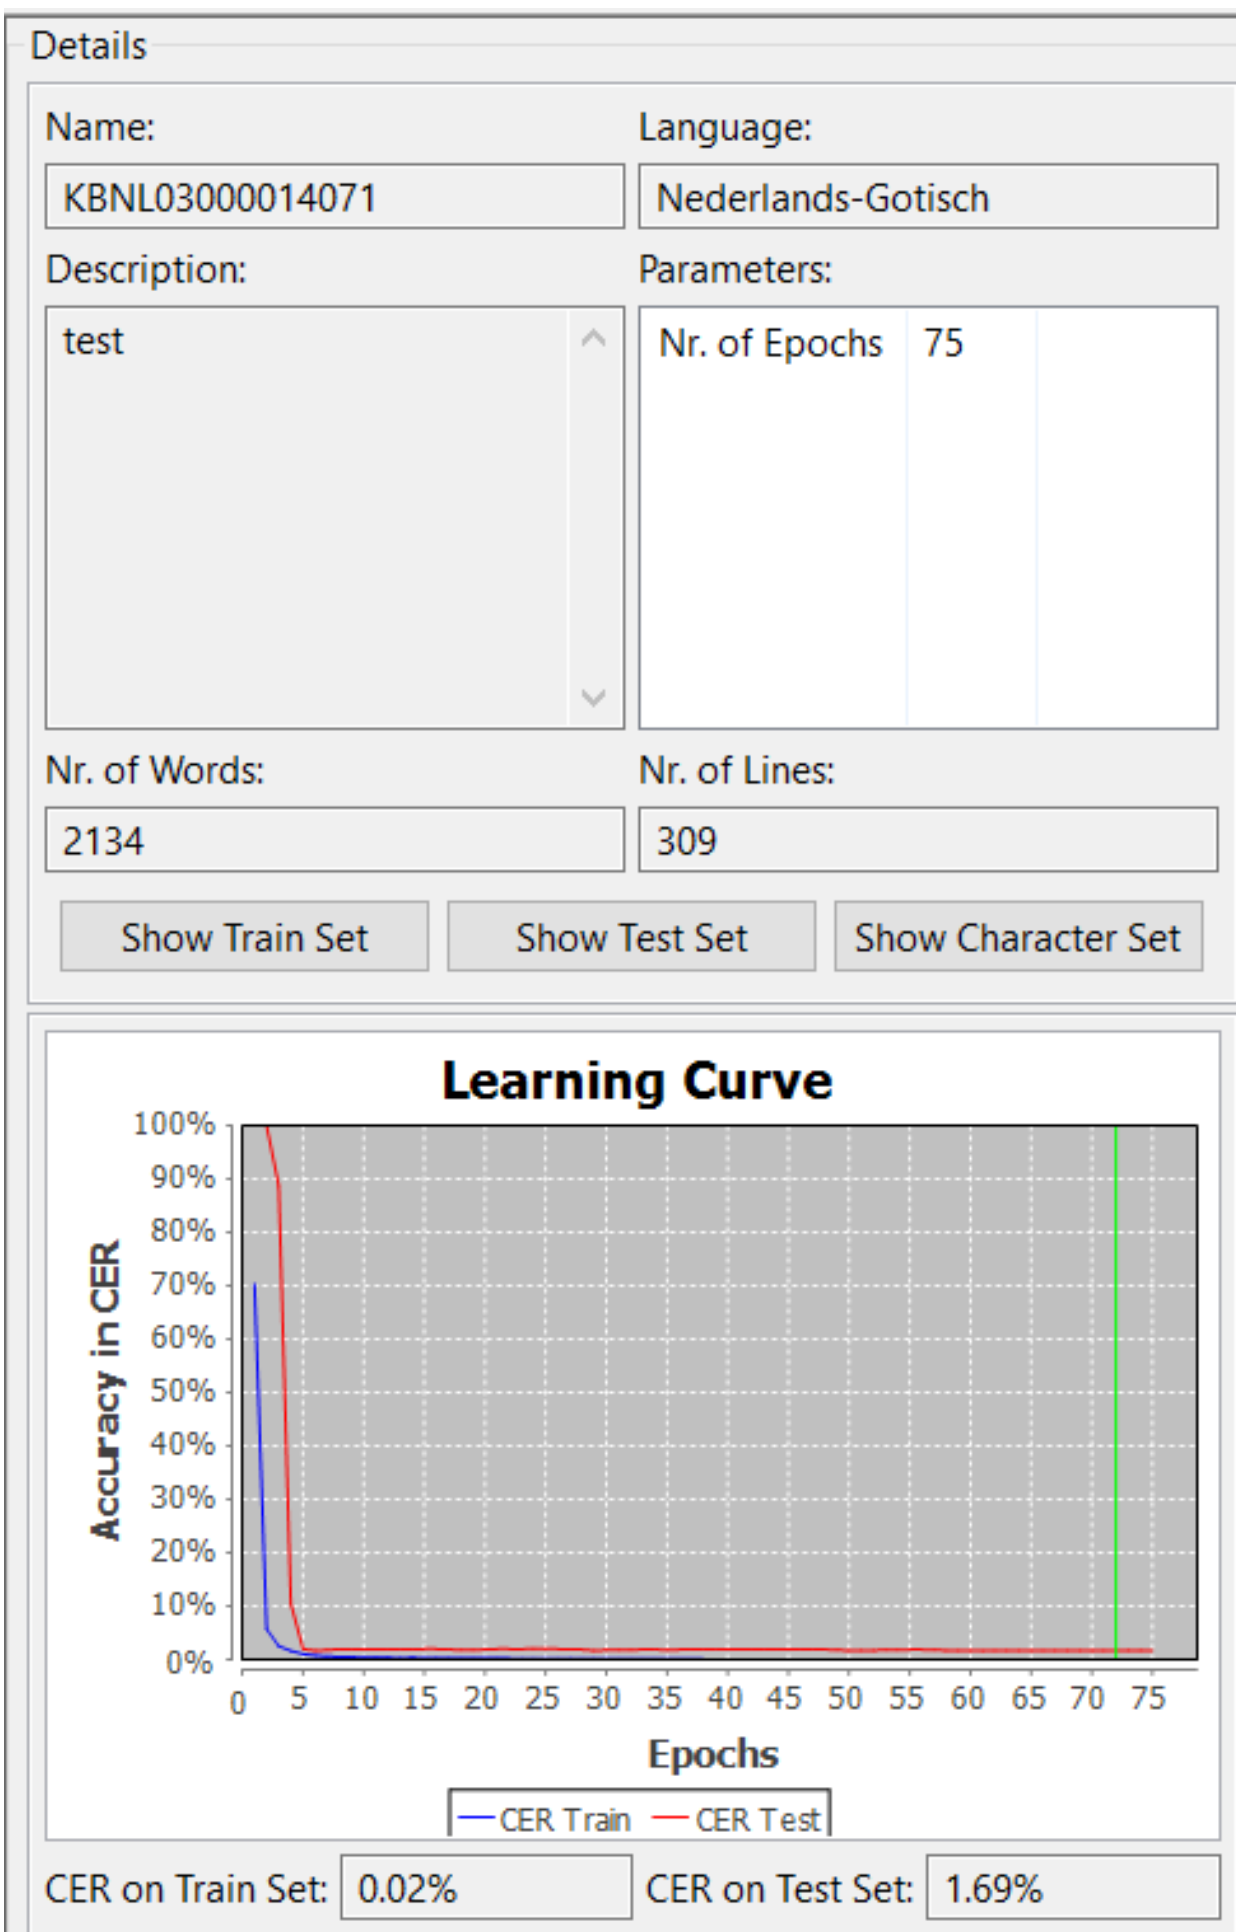 Details
Name: Language:
KBNL03000014071 Nederlands-Gotisch
Description: Parameters:
test Nr. of Epochs 75
Nr. of Words: Nr. of Lines:
2134 309
Show Train Set Show Test Set Show Character Set
Learning Curve
100%
90%
80%
70%
60%
50%
40%
30%
20%
10%
0%
Accuracy in CER
0 5 10 15 20 25 30 35 40 45 50 55 60 65 70 75
Epochs
CER Train CER Test
CER on Train Set: 0.02% CER on Test Set: 1.69%